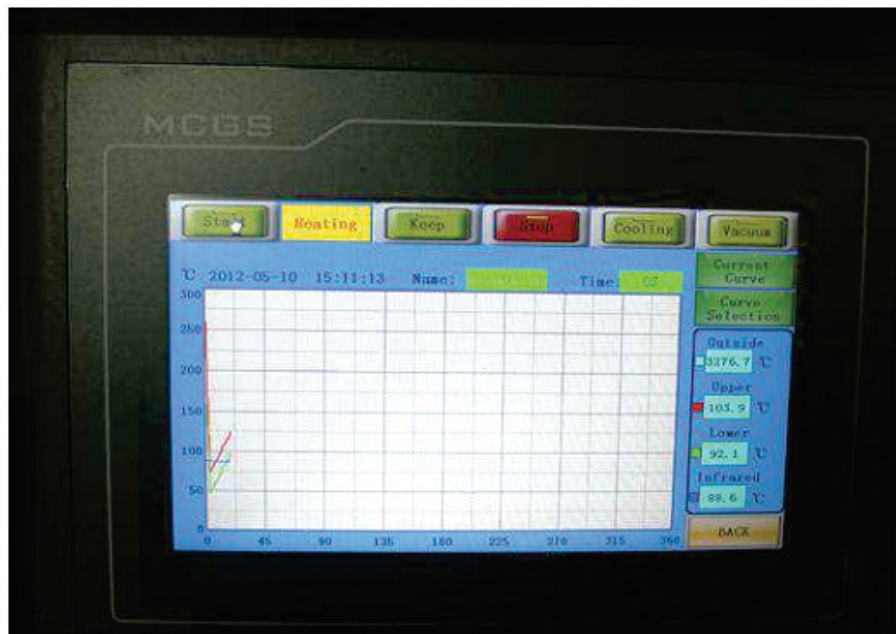 MCGS
Start Heating Keep Stop Cooling Vacuum
℃ 2012-05-10 15:11:13 Name: 0 Time: 0S
Current
Curve
Curve
Selection
300
250
200
150
100
50
0
0 45 90 135 180 225 270 315 360
Outside
3276.7 ℃
Upper
103.9 ℃
Lower
92.1 ℃
Infrared
88.6 ℃
BACK